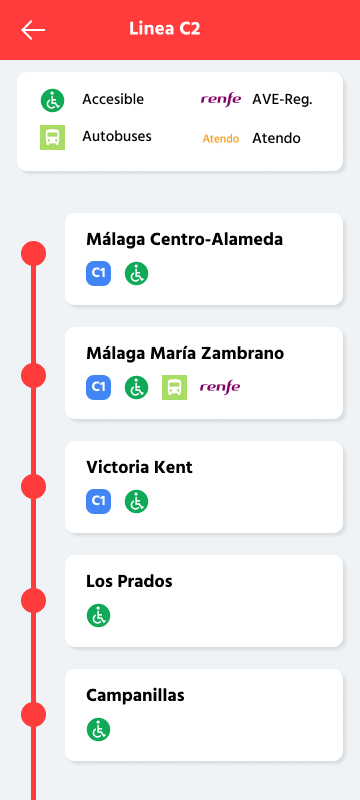 Linea C2
Accesible
renfe AVE-Reg.
Autobuses
Atendo Atendo
Málaga Centro-Alameda
C1
Málaga María Zambrano
C1 renfe
Victoria Kent
C1
Los Prados
Campanillas